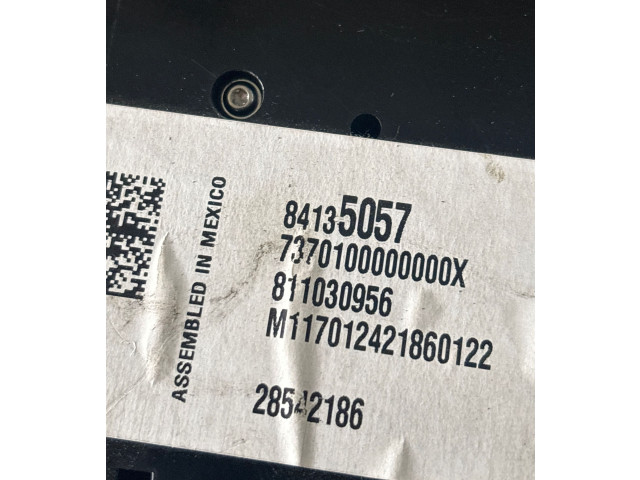 ASSEMBLED IN MEXICO
84135057
7370100000000X
811030956
M117012421860122
28542186